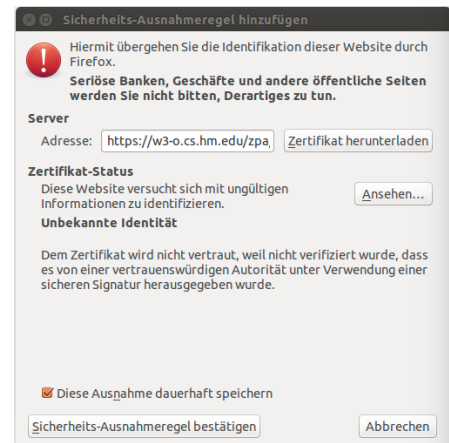 Sicherheits-Ausnahmeregel hinzufügen
Hiermit übergehen Sie die Identifikation dieser Website durch
Firefox.
Seriöse Banken, Geschäfte und andere öffentliche Seiten
werden Sie nicht bitten, Derartiges zu tun.
Server
Adresse: https://w3-o.cs.hm.edu/zpa, Zertifikat herunterladen
Zertifikat-Status
Diese Website versucht sich mit ungültigen
Informationen zu identifizieren.
Ansehen...
Unbekannte Identität
Dem Zertifikat wird nicht vertraut, weil nicht verifiziert wurde, dass
es von einer vertrauenswürdigen Autorität unter Verwendung einer
sicheren Signatur herausgegeben wurde.
Diese Ausnahme dauerhaft speichern
Sicherheits-Ausnahmeregel bestätigen Abbrechen